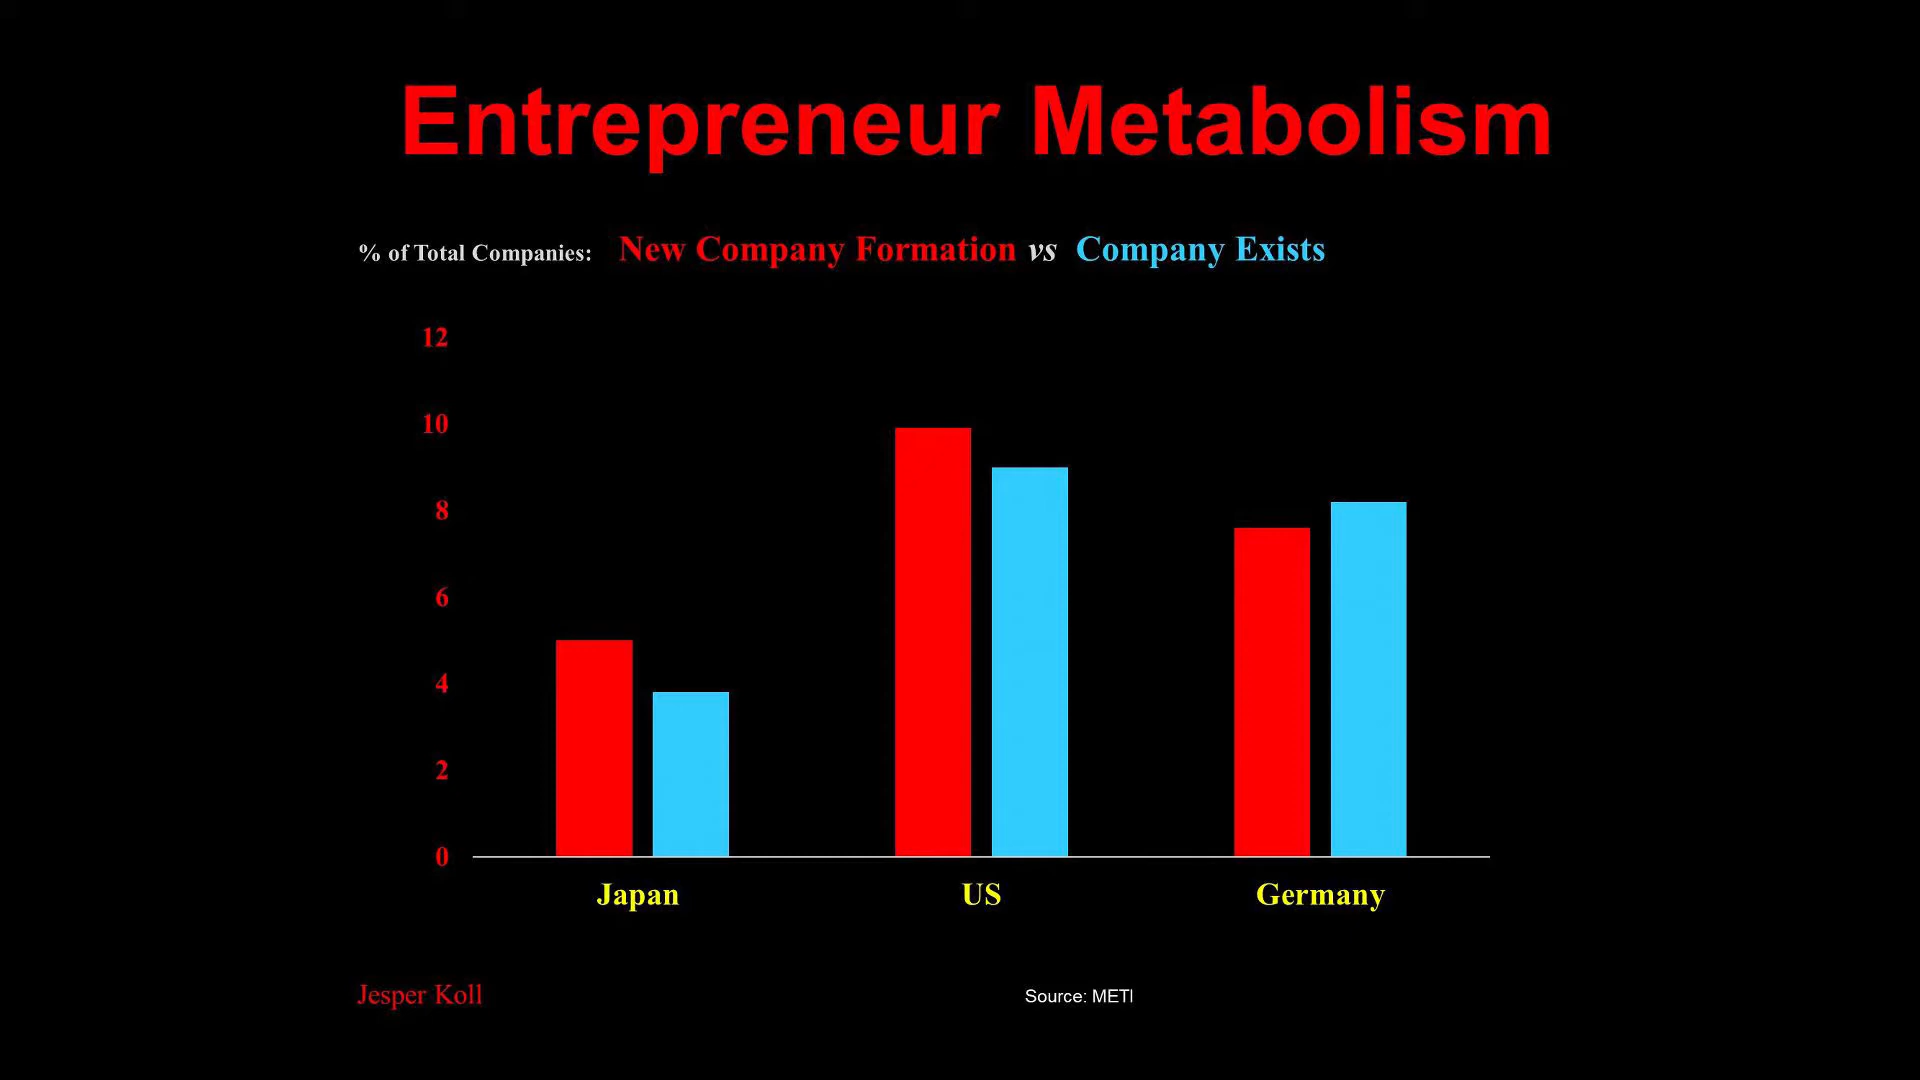 Entrepreneur Metabolism
% of Total Companies: New Company Formation vs Company Exists
12
10
8
6
4
2
0
Japan US Germany
Jesper Koll Source: METI